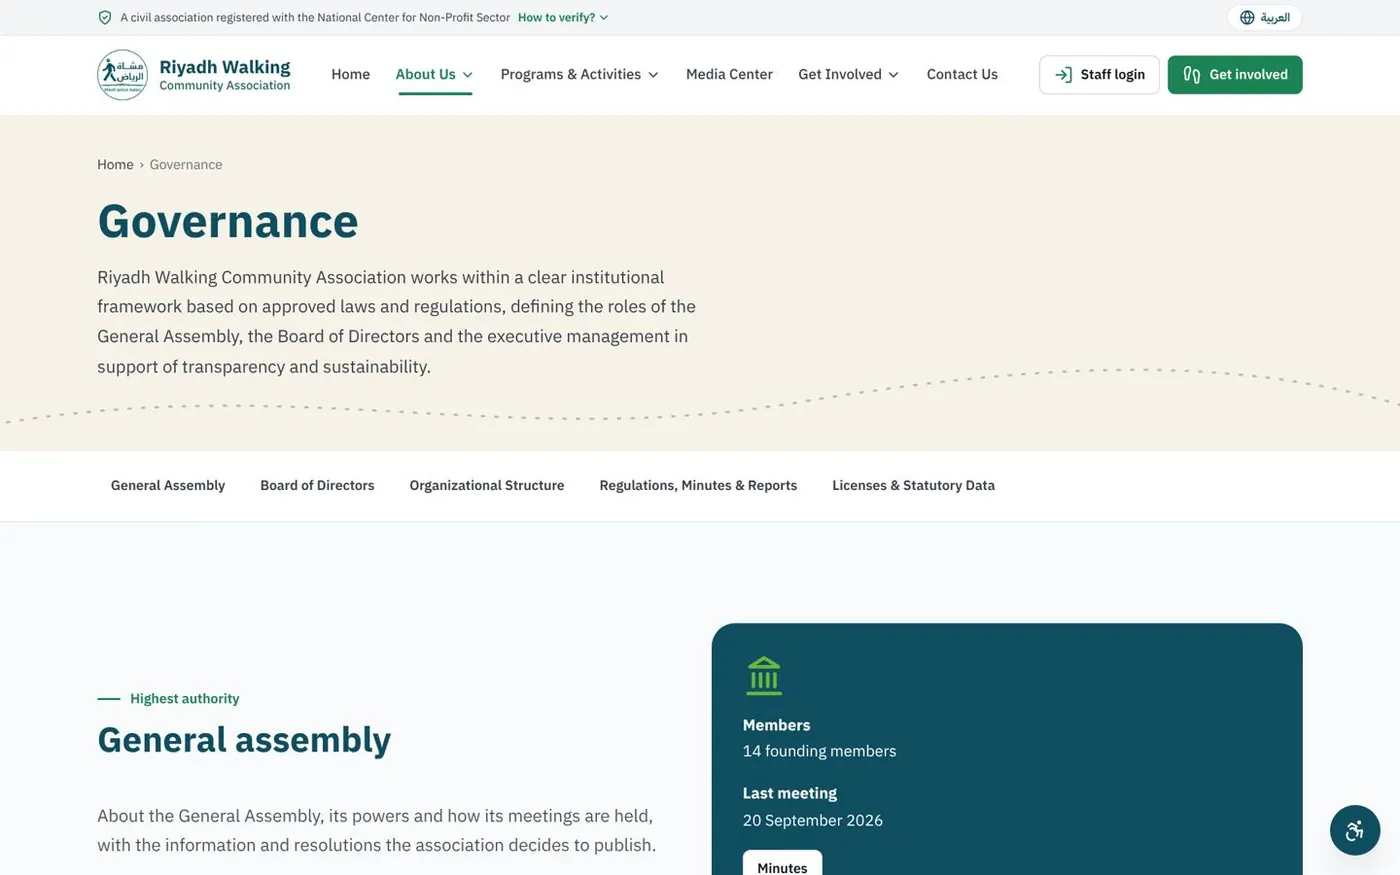 A civil association registered with the National Center for Non-Profit Sector How to verify?
العربية
مشاة الرياض
Riyadh Walking
Community Association
Home
About Us
Programs & Activities
Media Center
Get Involved
Contact Us
Staff login
Get involved
Home › Governance
Governance
Riyadh Walking Community Association works within a clear institutional
framework based on approved laws and regulations, defining the roles of the
General Assembly, the Board of Directors and the executive management in
support of transparency and sustainability.
General Assembly
Board of Directors
Organizational Structure
Regulations, Minutes & Reports
Licenses & Statutory Data
Highest authority
General assembly
About the General Assembly, its powers and how its meetings are held,
with the information and resolutions the association decides to publish.
Members
14 founding members
Last meeting
20 September 2026
Minutes